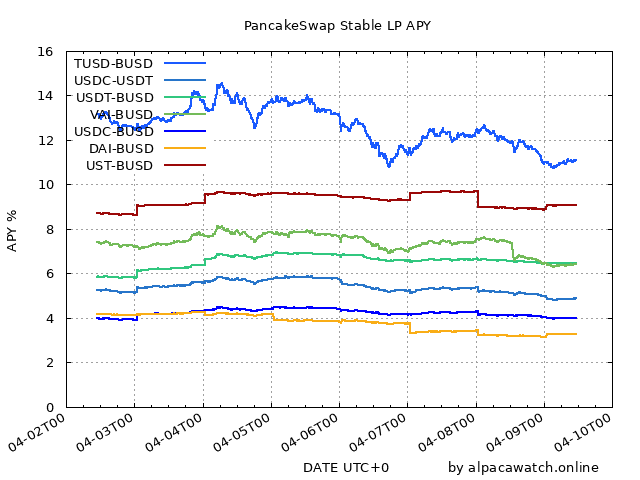 PancakeSwap Stable LP APY
16
14
12
10
8
6
4
2
0
APY %
TUSD-BUSD
USDC-USDT
USDT-BUSD
VAI-BUSD
USDC-BUSD
DAI-BUSD
UST-BUSD
04-02T00
04-03T00
04-04T00
04-05T00
04-06T00
04-07T00
04-08T00
04-09T00
04-10T00
DATE UTC+0
by alpacawatch.online